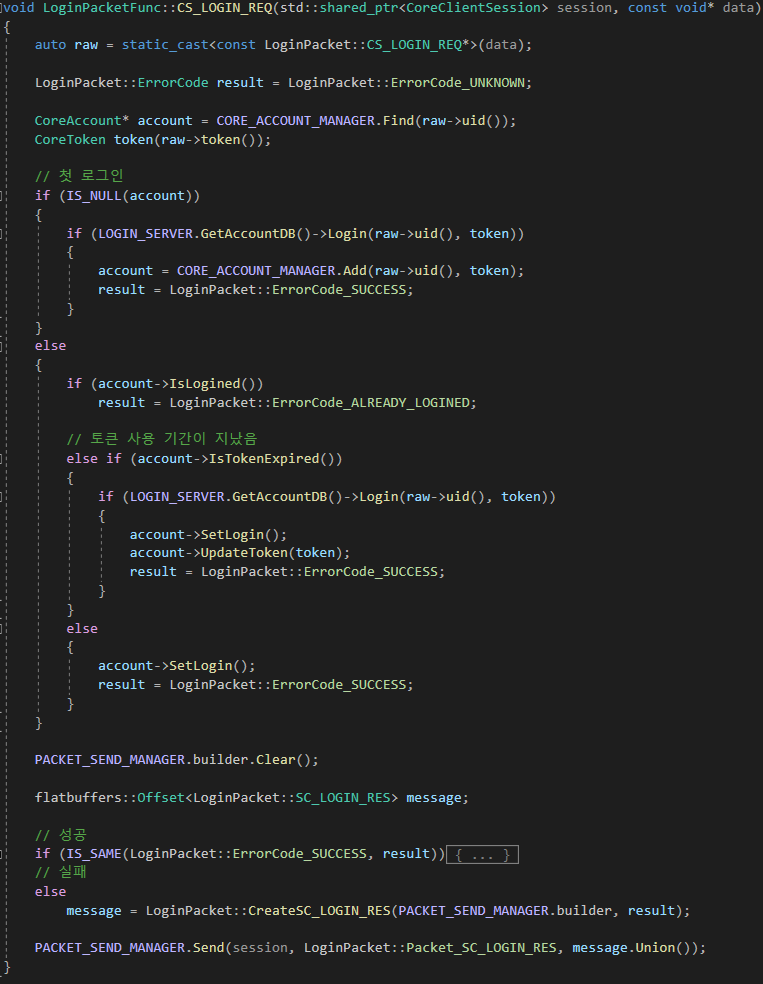 void LoginPacketFunc::CS_LOGIN_REQ(std::shared_ptr<CoreClientSession> session, const void* data)
{
    auto raw = static_cast<const LoginPacket::CS_LOGIN_REQ*>(data);

    LoginPacket::ErrorCode result = LoginPacket::ErrorCode_UNKNOWN;

    CoreAccount* account = CORE_ACCOUNT_MANAGER.Find(raw->uid());
    CoreToken token(raw->token());

    // 첫 로그인
    if (IS_NULL(account))
    {
        if (LOGIN_SERVER.GetAccountDB()->Login(raw->uid(), token))
        {
            account = CORE_ACCOUNT_MANAGER.Add(raw->uid(), token);
            result = LoginPacket::ErrorCode_SUCCESS;
        }
    }
    else
    {
        if (account->IsLogined())
            result = LoginPacket::ErrorCode_ALREADY_LOGINED;

        // 토큰 사용 기간이 지났음
        else if (account->IsTokenExpired())
        {
            if (LOGIN_SERVER.GetAccountDB()->Login(raw->uid(), token))
            {
                account->SetLogin();
                account->UpdateToken(token);
                result = LoginPacket::ErrorCode_SUCCESS;
            }
        }
        else
        {
            account->SetLogin();
            result = LoginPacket::ErrorCode_SUCCESS;
        }
    }

    PACKET_SEND_MANAGER.builder.Clear();

    flatbuffers::Offset<LoginPacket::SC_LOGIN_RES> message;

    // 성공
    if (IS_SAME(LoginPacket::ErrorCode_SUCCESS, result)) { ... }
    // 실패
    else
        message = LoginPacket::CreateSC_LOGIN_RES(PACKET_SEND_MANAGER.builder, result);

    PACKET_SEND_MANAGER.Send(session, LoginPacket::Packet_SC_LOGIN_RES, message.Union());
}